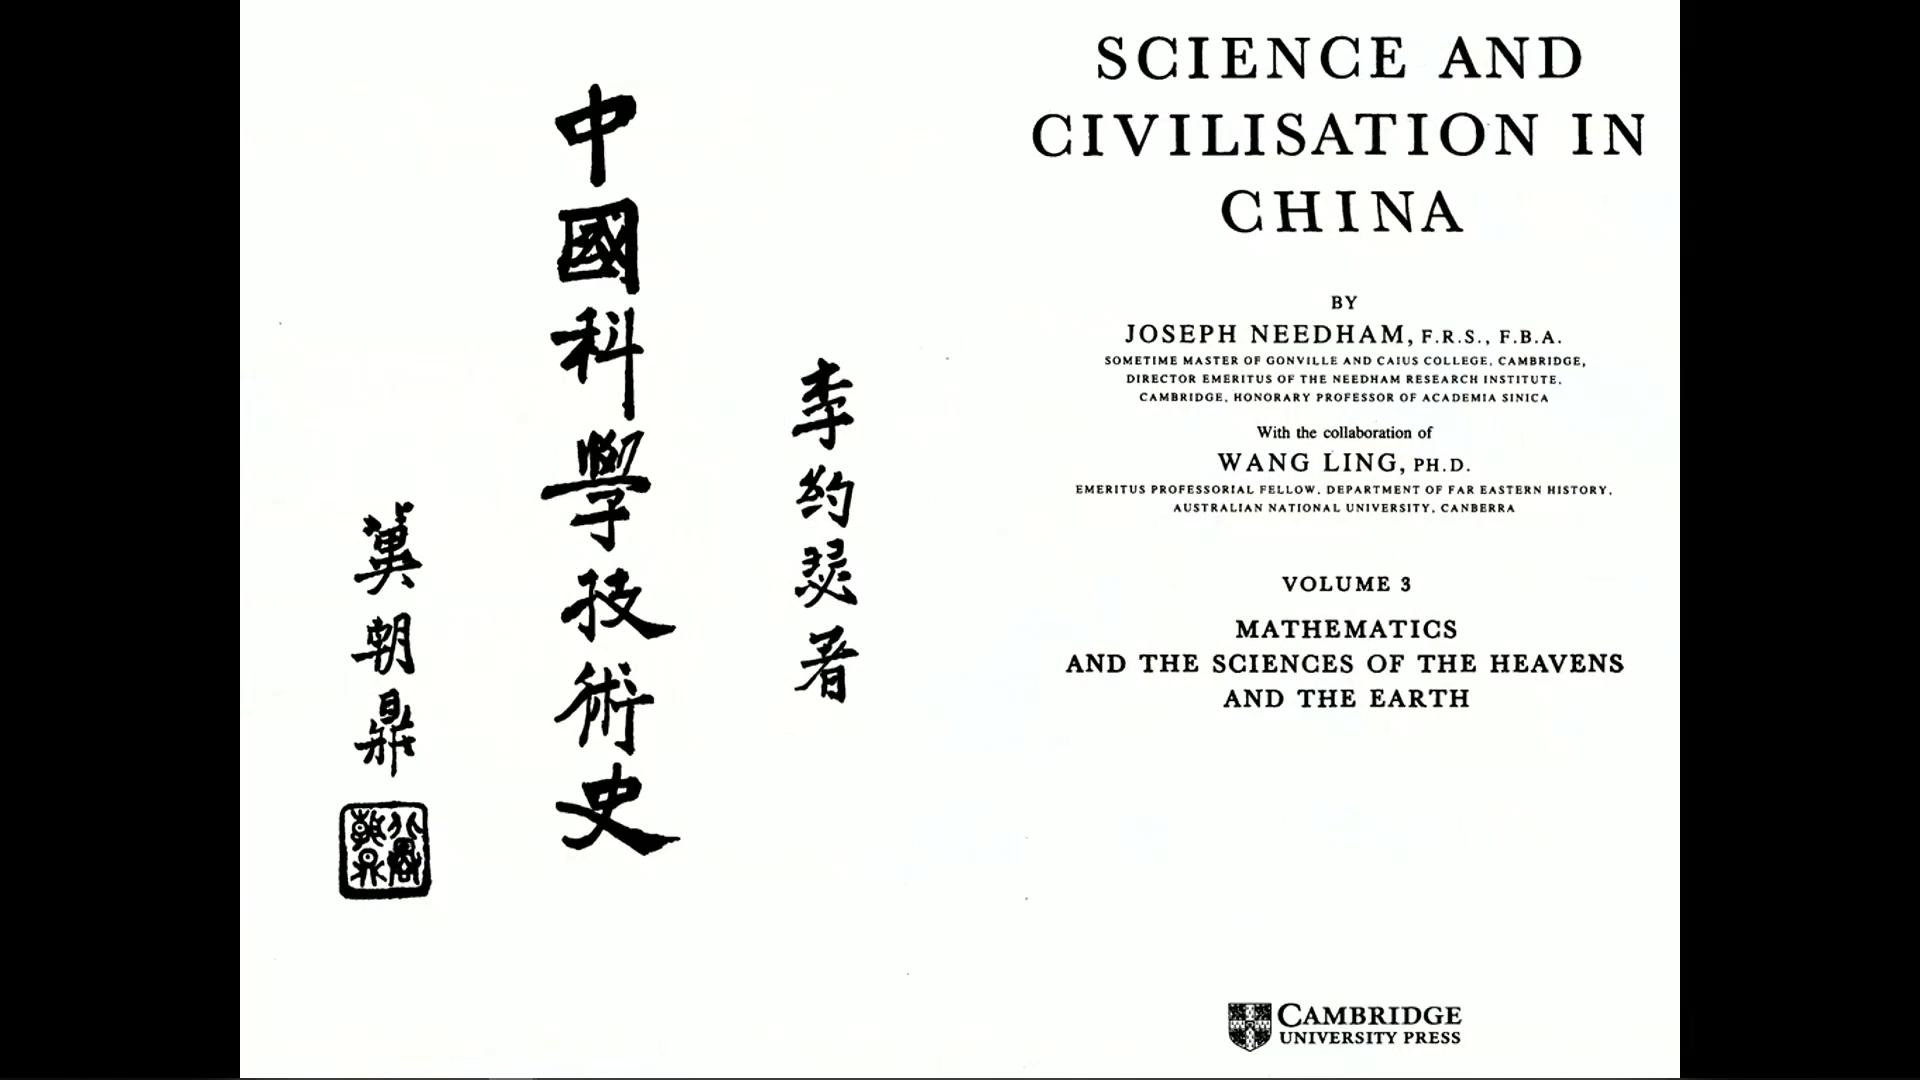 李约瑟著
中國科學技術史
冀朝鼎
SCIENCE AND
CIVILISATION IN
CHINA
BY
JOSEPH NEEDHAM, F.R.S., F.B.A.
SOMETIME MASTER OF GONVILLE AND CAIUS COLLEGE, CAMBRIDGE,
DIRECTOR EMERITUS OF THE NEEDHAM RESEARCH INSTITUTE,
CAMBRIDGE, HONORARY PROFESSOR OF ACADEMIA SINICA
With the collaboration of
WANG LING, PH.D.
EMERITUS PROFESSORIAL FELLOW, DEPARTMENT OF FAR EASTERN HISTORY,
AUSTRALIAN NATIONAL UNIVERSITY, CANBERRA
VOLUME 3
MATHEMATICS
AND THE SCIENCES OF THE HEAVENS
AND THE EARTH
CAMBRIDGE
UNIVERSITY PRESS